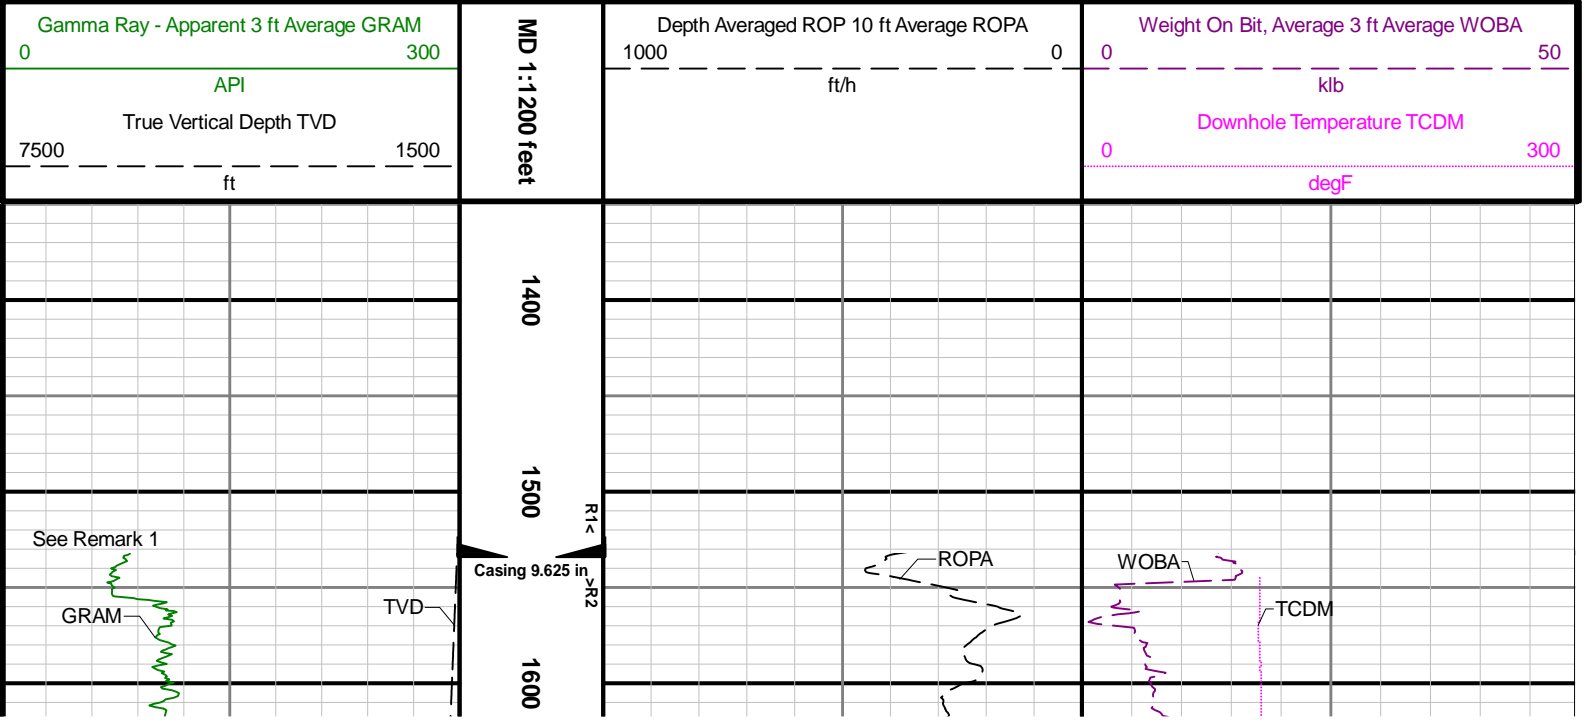 Gamma Ray - Apparent 3 ft Average GRAM
0 300
API
True Vertical Depth TVD
7500 1500
ft
MD 1:1200 feet
Depth Averaged ROP 10 ft Average ROPA
1000 0
ft/h
Weight On Bit, Average 3 ft Average WOBA
0 50
klb
Downhole Temperature TCDM
0 300
degF
1400
1500
R1<
See Remark 1
Casing 9.625 in
>R2
ROPA
WOBA
GRAM
TVD
TCDM
1600